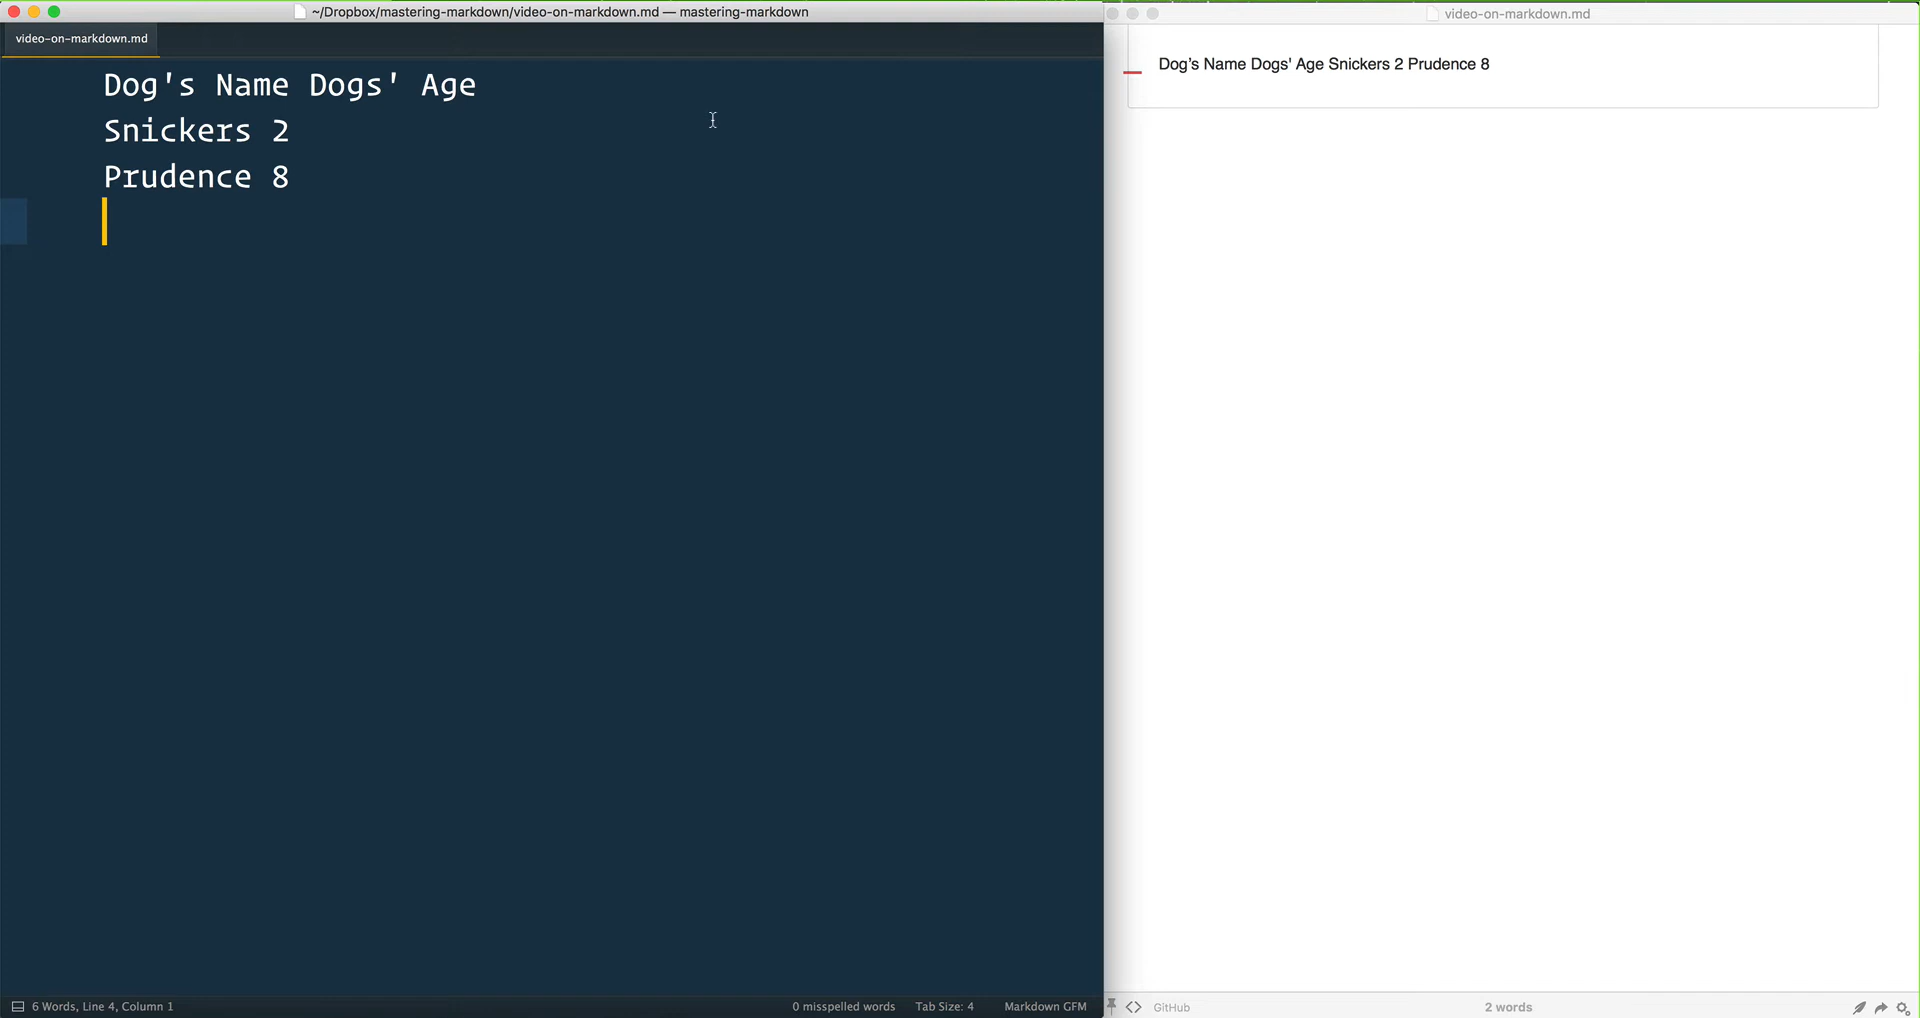 ~/Dropbox/mastering-markdown/video-on-markdown.md — mastering-markdown
video-on-markdown.md
Dog's Name Dogs' Age
Snickers 2
Prudence 8
6 Words, Line 4, Column 1
0 misspelled words
Tab Size: 4
Markdown GFM
video-on-markdown.md
Dog’s Name Dogs' Age Snickers 2 Prudence 8
GitHub
2 words